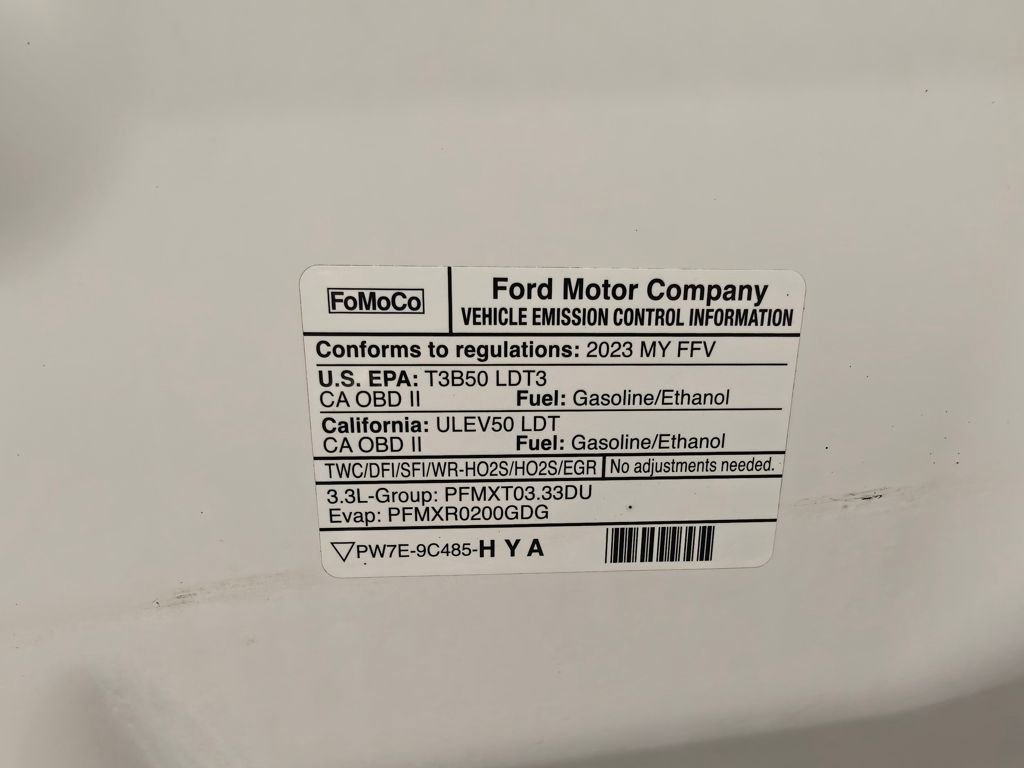 FoMoCo
Ford Motor Company
VEHICLE EMISSION CONTROL INFORMATION
Conforms to regulations: 2023 MY FFV
U.S. EPA: T3B50 LDT3
CA OBD II Fuel: Gasoline/Ethanol
California: ULEV50 LDT
CA OBD II Fuel: Gasoline/Ethanol
TWC/DFI/SFI/WR-HO2S/HO2S/EGR No adjustments needed.
3.3L-Group: PFMXT03.33DU
Evap: PFMXR0200GDG
PW7E-9C485-H Y A